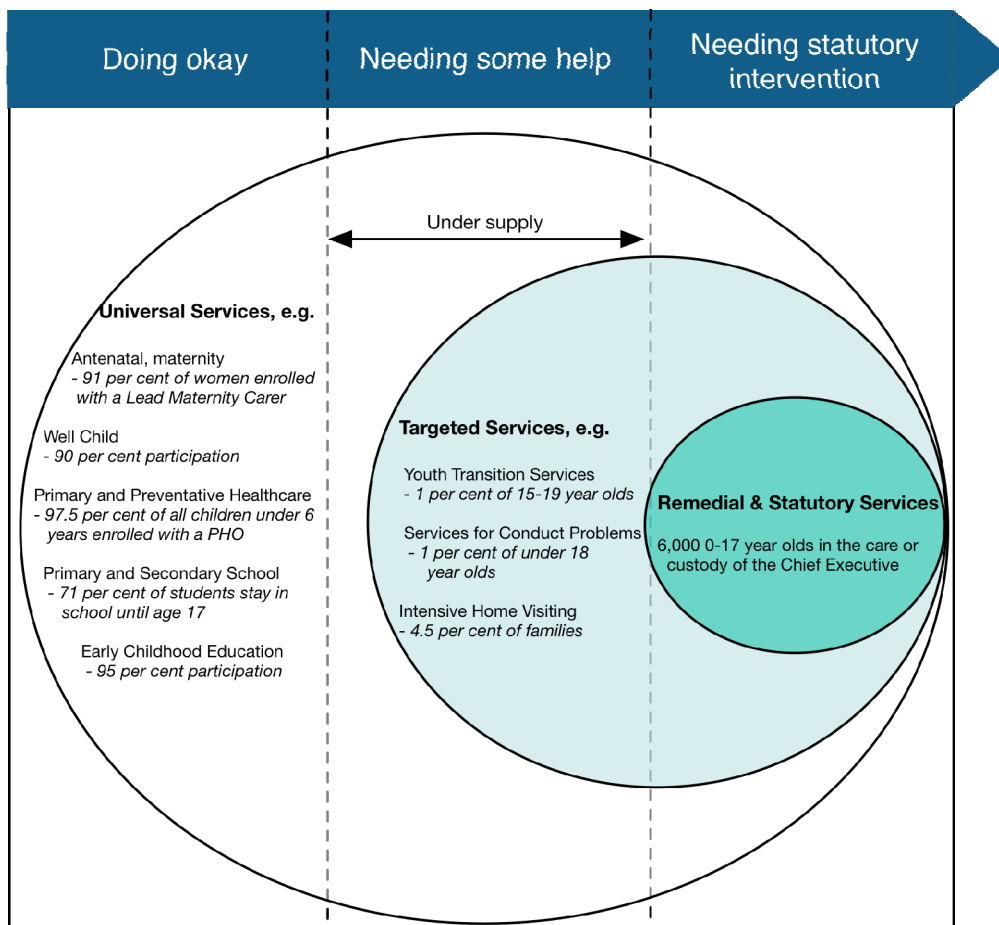 Doing okay
Needing some help
Needing statutory
intervention
Under supply
Universal Services, e.g.
Antenatal, maternity
- 91 per cent of women enrolled
with a Lead Maternity Carer
Well Child
- 90 per cent participation
Primary and Preventative Healthcare
- 97.5 per cent of all children under 6
years enrolled with a PHO
Primary and Secondary School
- 71 per cent of students stay in
school until age 17
Early Childhood Education
- 95 per cent participation
Targeted Services, e.g.
Youth Transition Services
- 1 per cent of 15-19 year olds
Services for Conduct Problems
- 1 per cent of under 18
year olds
Intensive Home Visiting
- 4.5 per cent of families
Remedial & Statutory Services
6,000 0-17 year olds in the care or
custody of the Chief Executive